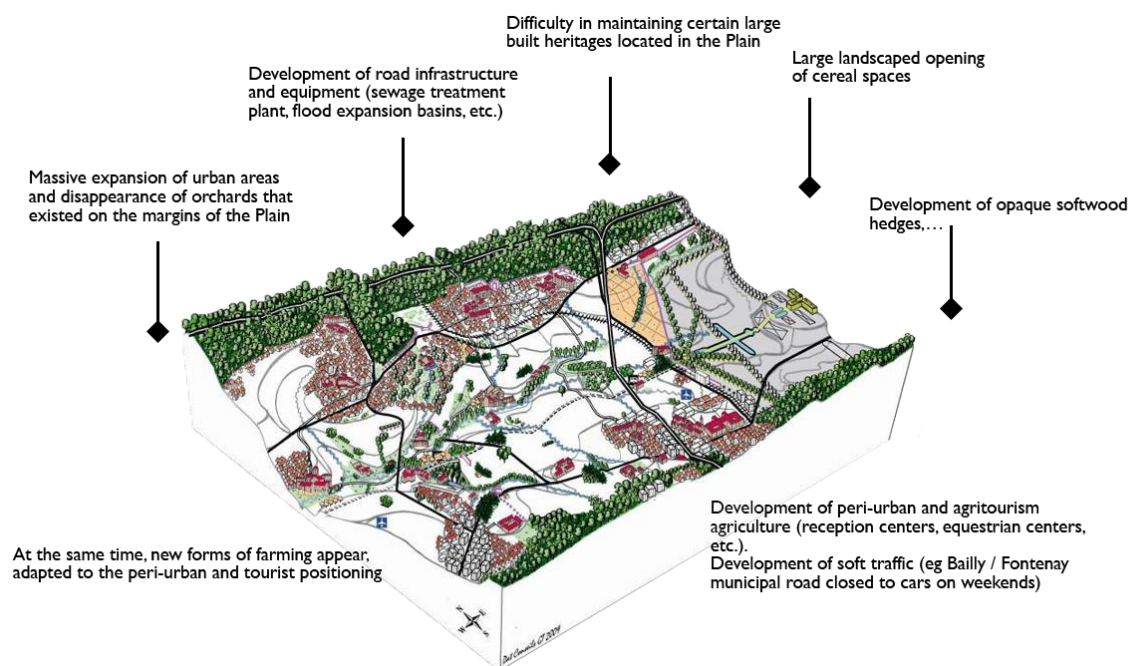 Difficulty in maintaining certain large
built heritages located in the Plain
Large landscaped opening
of cereal spaces
Development of road infrastructure
and equipment (sewage treatment
plant, flood expansion basins, etc.)
Massive expansion of urban areas
and disappearance of orchards that
existed on the margins of the Plain
Development of opaque softwood
hedges,…
Development of peri-urban and agritourism
agriculture (reception centers, equestrian centers,
etc.).
Development of soft traffic (eg Bailly / Fontenay
municipal road closed to cars on weekends)
At the same time, new forms of farming appear,
adapted to the peri-urban and tourist positioning
N
E
W
S
2009